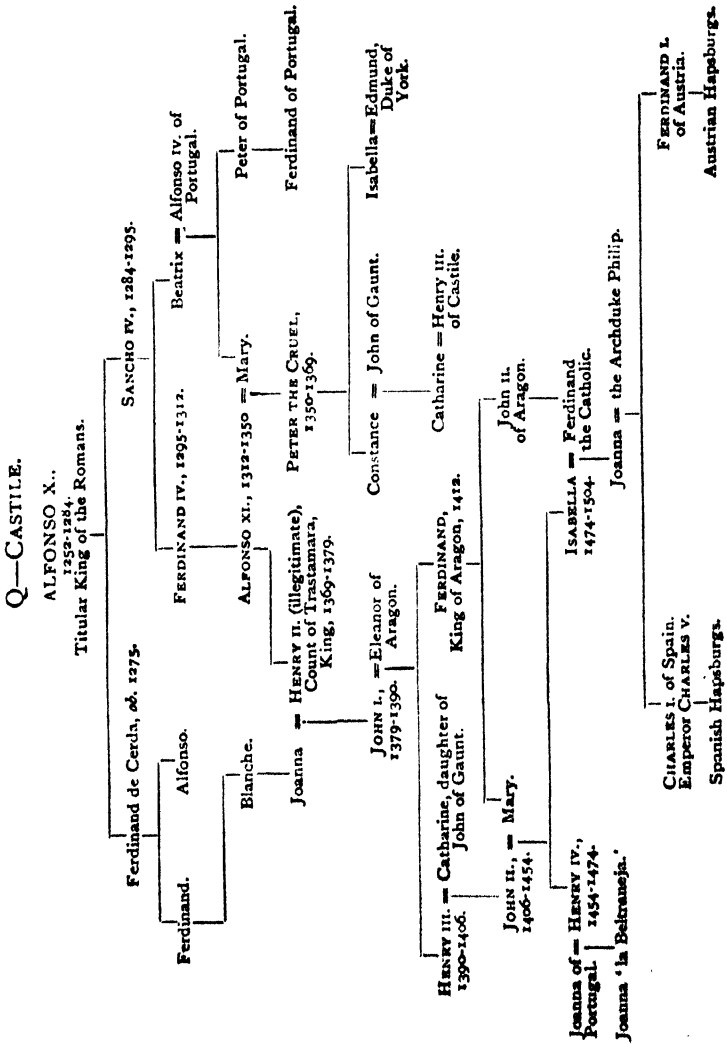 Q—CASTILE.
ALFONSO X.,
1252-1284.
Titular King of the Romans.
Ferdinand de Cerda, ob. 1275.
SANCHO IV., 1284-1295.
Ferdinand.
Alfonso.
FERDINAND IV., 1295-1312.
Beatrix = Alfonso IV. of
Portugal.
Blanche.
ALFONSO XI., 1312-1350 = Mary.
Peter of Portugal.
Joanna = HENRY II. (illegitimate),
Count of Trastamara,
King, 1369-1379.
PETER THE CRUEL,
1350-1369.
Ferdinand of Portugal.
JOHN I., = Eleanor of
1379-1390. Aragon.
Constance = John of Gaunt.
Isabella=Edmund,
Duke of
York.
HENRY III. = Catharine, daughter of
1390-1406. John of Gaunt.
FERDINAND,
King of Aragon, 1412.
Catharine = Henry III.
of Castile.
JOHN II., = Mary.
1406-1454.
John II.
of Aragon.
Joanna of = HENRY IV.,
Portugal. 1454-1474.
ISABELLA = Ferdinand
1474-1504. the Catholic.
Joanna ‘ la Beltraneja.’
Joanna = the Archduke Philip.
CHARLES I. of Spain.
Emperor CHARLES V.
FERDINAND I.
of Austria.
Spanish Hapsburgs.
Austrian Hapsburgs.